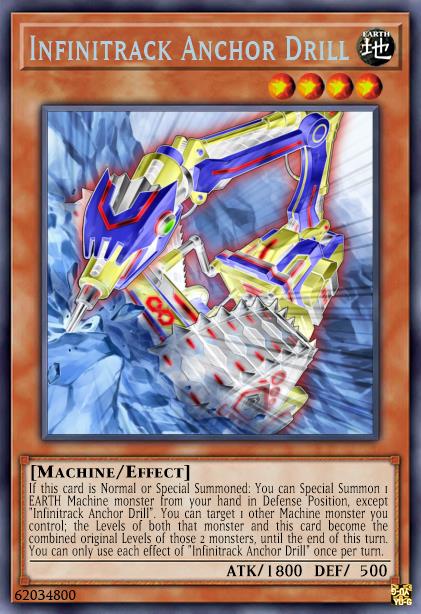 INFINITRACK ANCHOR DRILL
EARTH
地
8
[MACHINE/EFFECT]
If this card is Normal or Special Summoned: You can Special Summon 1
EARTH Machine monster from your hand in Defense Position, except
"Infinitrack Anchor Drill". You can target 1 other Machine monster you
control; the Levels of both that monster and this card become the
combined original Levels of those 2 monsters, until the end of this turn.
You can only use each effect of "Infinitrack Anchor Drill" once per turn.
ATK/1800 DEF/ 500
62034800